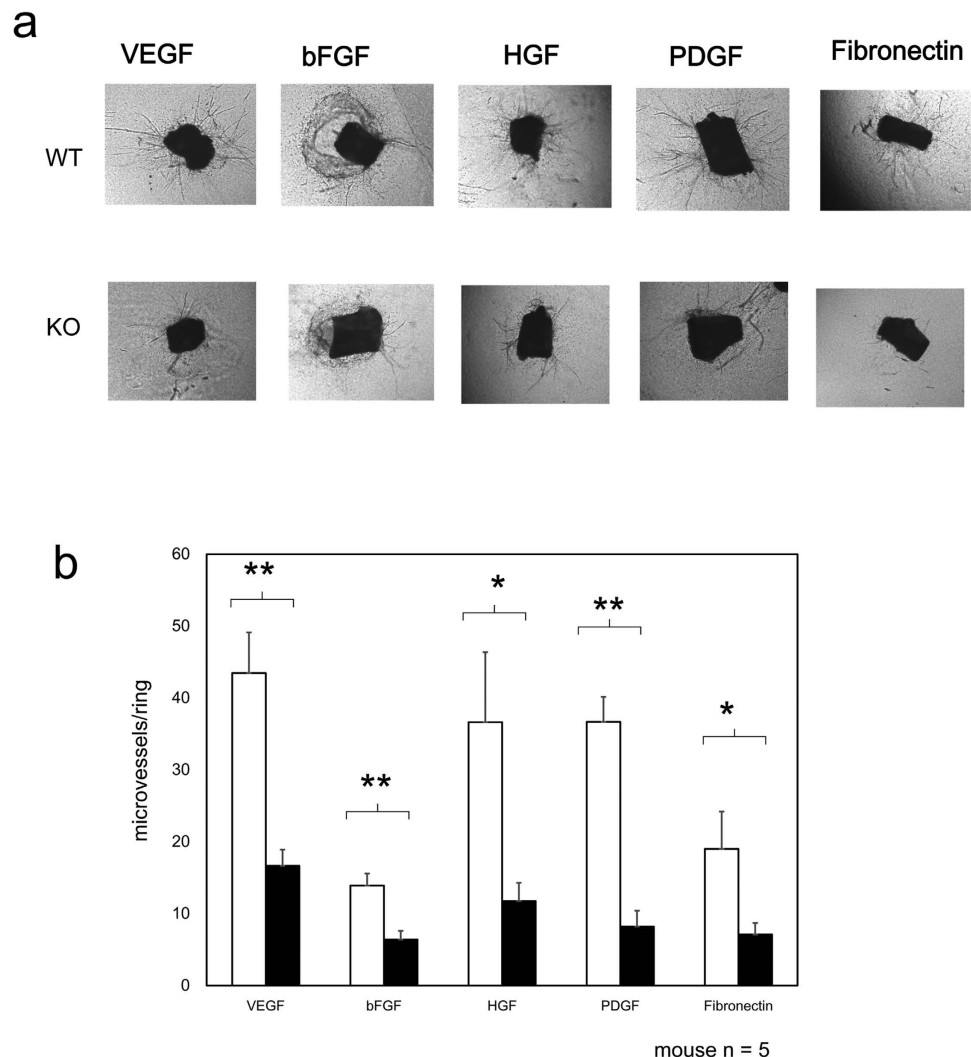 a
VEGF bFGF HGF PDGF Fibronectin
WT
KO
b
microvessels/ring
60
50
40
30
20
10
0
** ** * ** *
VEGF bFGF HGF PDGF Fibronectin
mouse n = 5